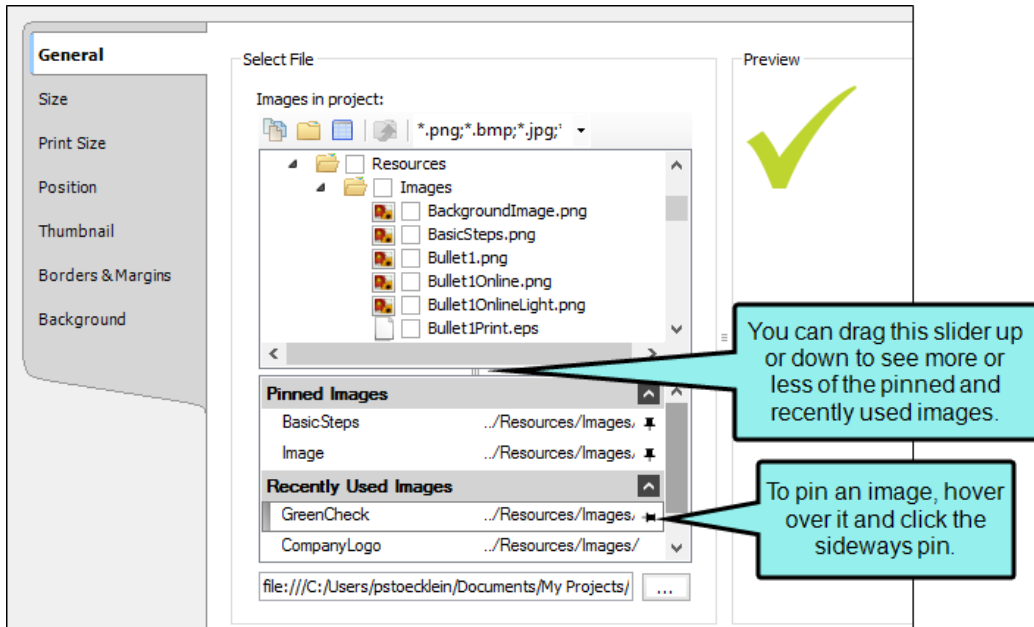 General
Size
Print Size
Position
Thumbnail
Borders & Margins
Background
Select File
Images in project:
*.png;*.bmp;*.jpg;*
Resources
Images
BackgroundImage.png
BasicSteps.png
Bullet1.png
Bullet1Online.png
Bullet1OnlineLight.png
Bullet1Print.eps
Pinned Images
BasicSteps ../Resources/Images/
Image ../Resources/Images/
Recently Used Images
GreenCheck ../Resources/Images/
CompanyLogo ../Resources/Images/
file:///C:/Users/pstoecklein/Documents/My Projects/
...
Preview
You can drag this slider up
or down to see more or
less of the pinned and
recently used images.
To pin an image, hover
over it and click the
sideways pin.